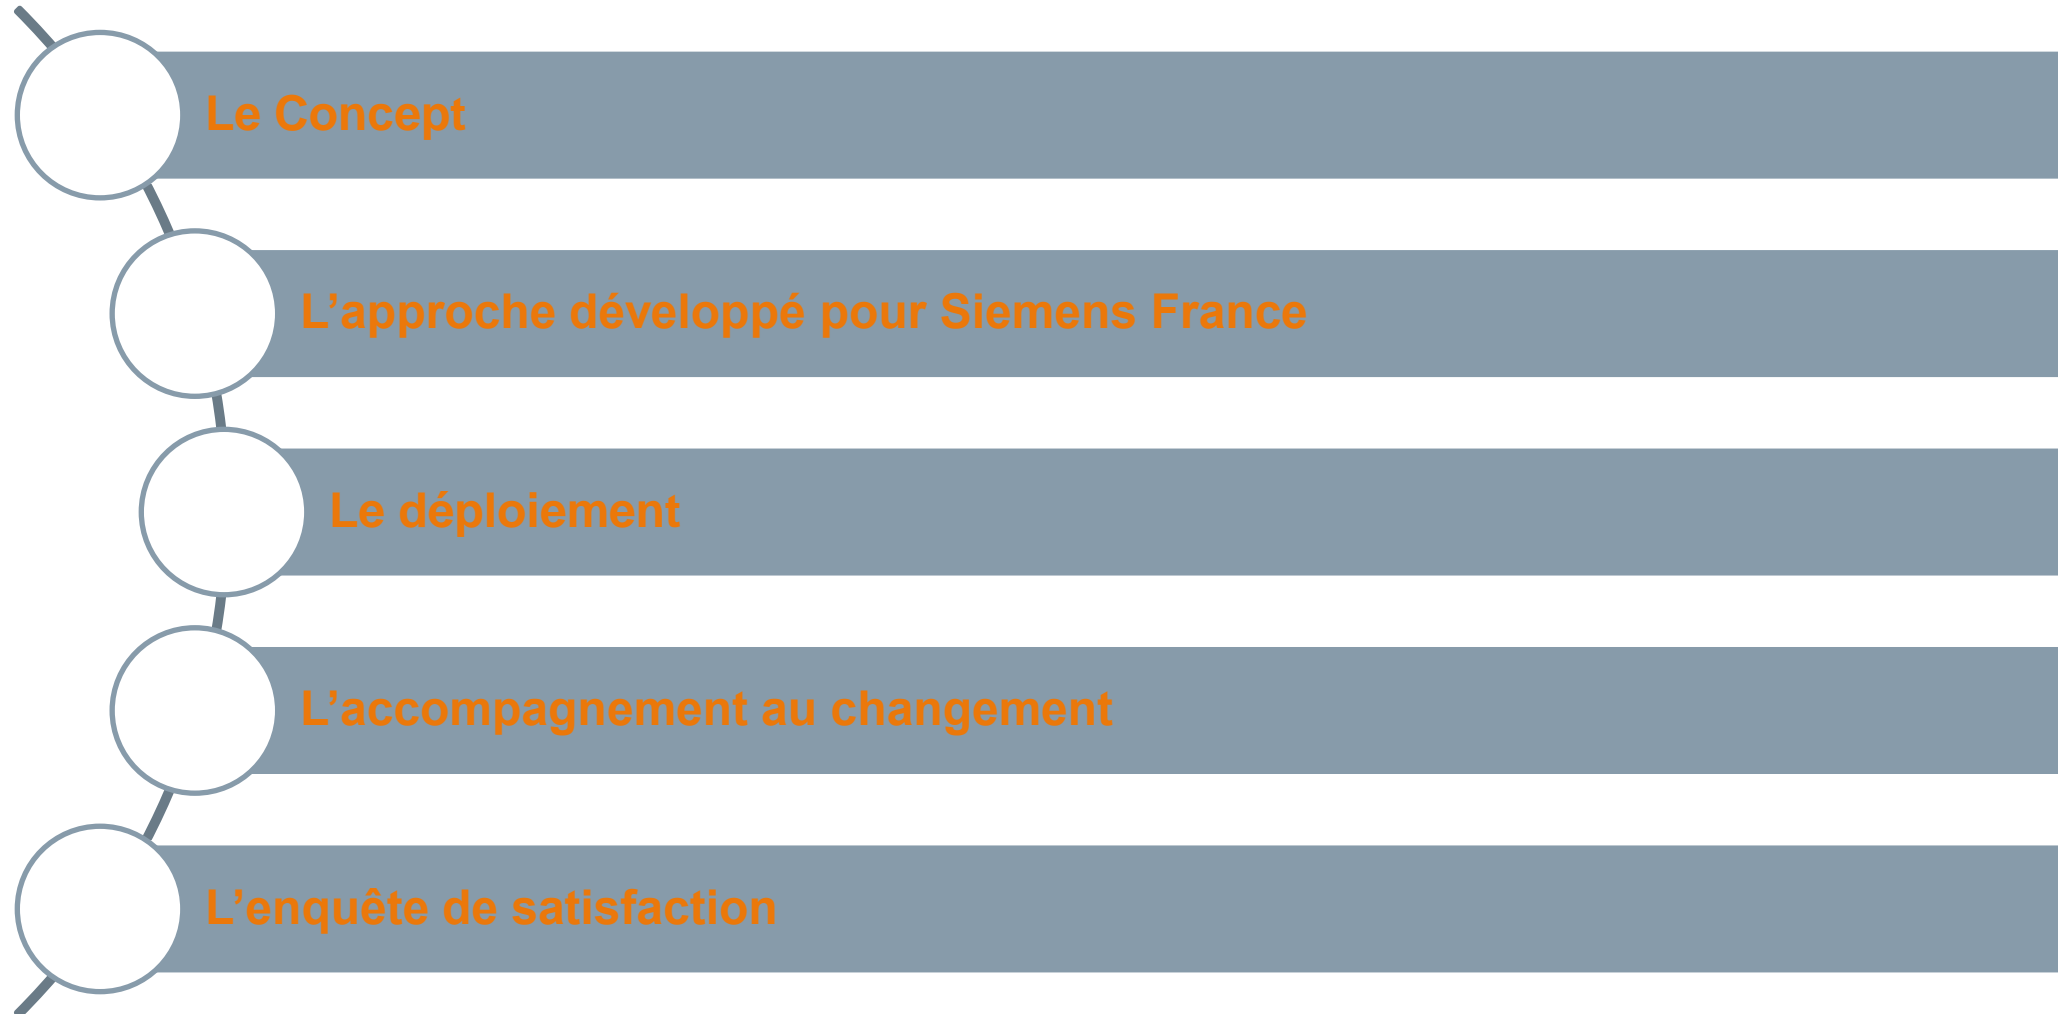 Le Concept
L’approche développé pour Siemens France
Le déploiement
L’accompagnement au changement
L’enquête de satisfaction